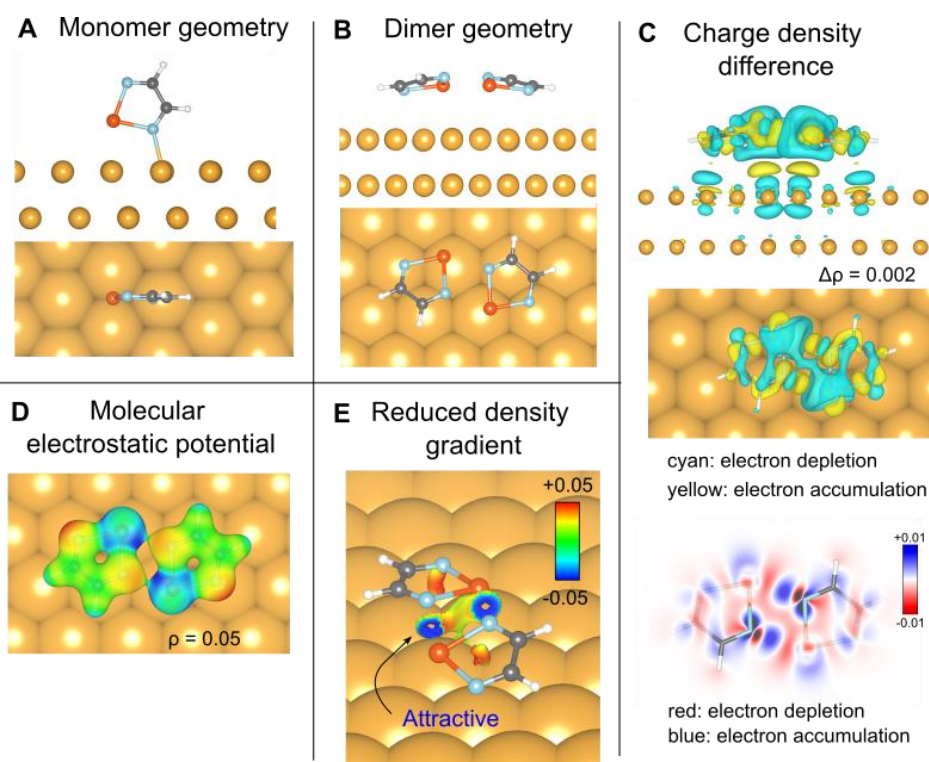 A Monomer geometry
B Dimer geometry
C Charge density
difference
Δρ = 0.002
cyan: electron depletion
yellow: electron accumulation
+0.01
-0.01
red: electron depletion
blue: electron accumulation
D Molecular
electrostatic potential
ρ = 0.05
E Reduced density
gradient
+0.05
-0.05
Attractive